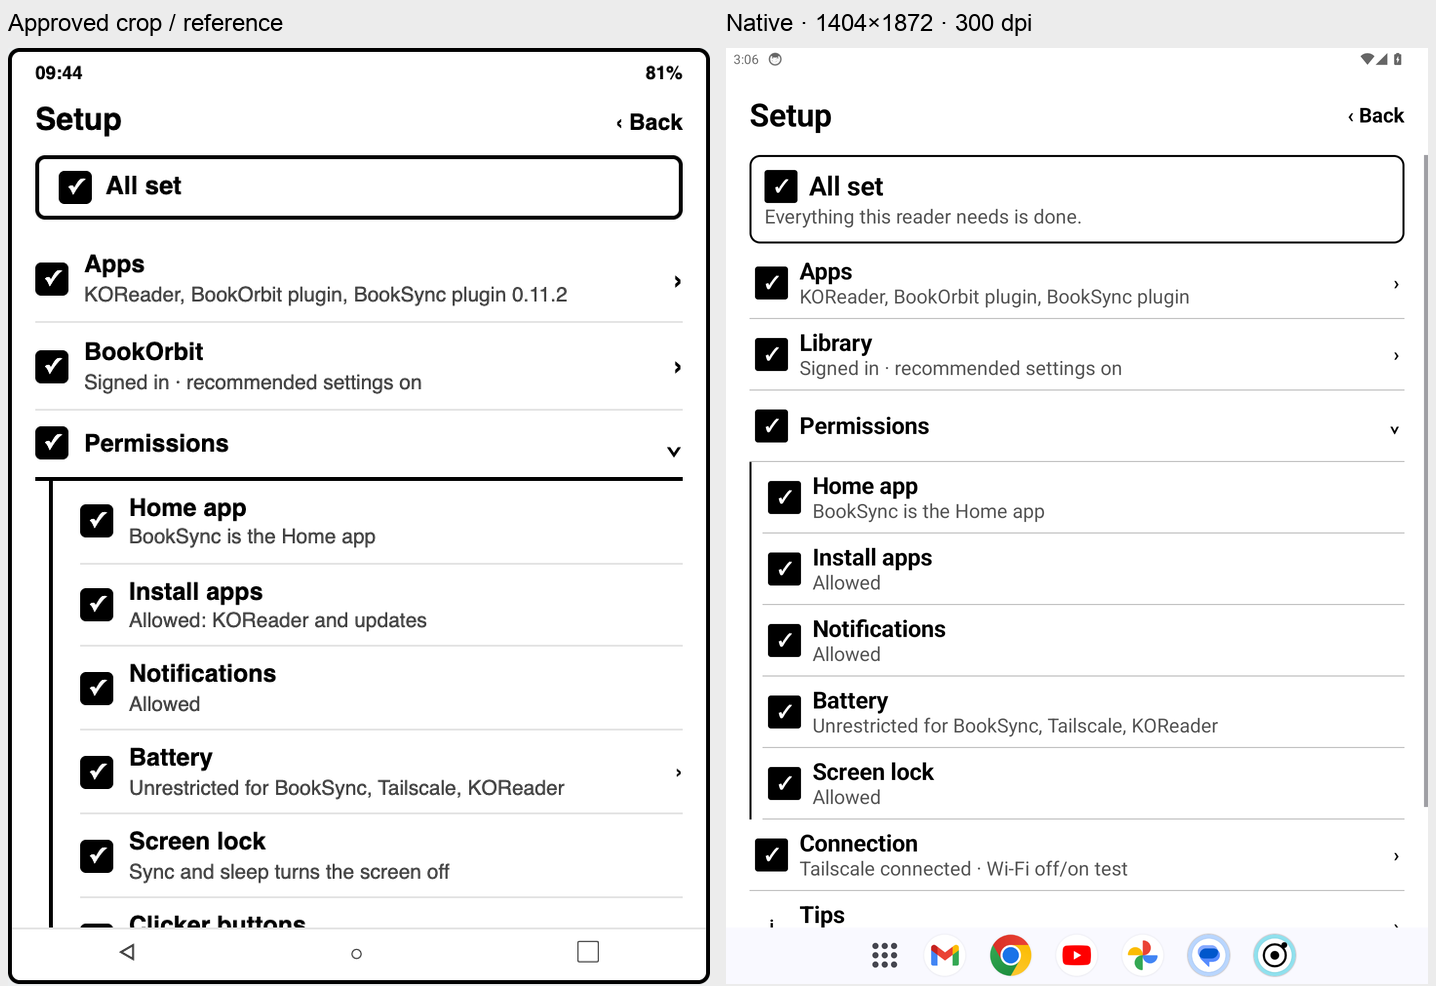 Approved crop / reference
09:44
81%
Setup
‹ Back
All set
Apps
KOReader, BookOrbit plugin, BookSync plugin 0.11.2
BookOrbit
Signed in · recommended settings on
Permissions
Home app
BookSync is the Home app
Install apps
Allowed: KOReader and updates
Notifications
Allowed
Battery
Unrestricted for BookSync, Tailscale, KOReader
Screen lock
Sync and sleep turns the screen off
Clicker buttons
Native · 1404×1872 · 300 dpi
3:06
Setup
‹ Back
All set
Everything this reader needs is done.
Apps
KOReader, BookOrbit plugin, BookSync plugin
Library
Signed in · recommended settings on
Permissions
Home app
BookSync is the Home app
Install apps
Allowed
Notifications
Allowed
Battery
Unrestricted for BookSync, Tailscale, KOReader
Screen lock
Allowed
Connection
Tailscale connected · Wi-Fi off/on test
Tips